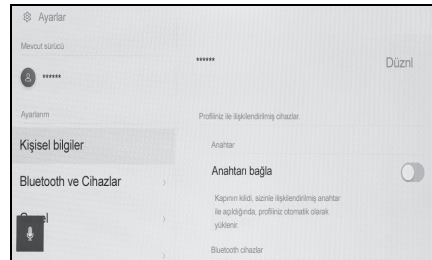 Ayarlar
Mevcut sürücü
******
Ayarlarım
Kişisel bilgiler
Bluetooth ve Cihazlar
******
Düznl
Profiliniz ile ilişkilendirilmiş cihazlar.
Anahtar
Anahtarı bağla
Kapının kilidi, sizinle ilişkilendirilmiş anahtar
ile açıldığında, profiliniz otomatik olarak
yüklenir.
Bluetooth cihazlar